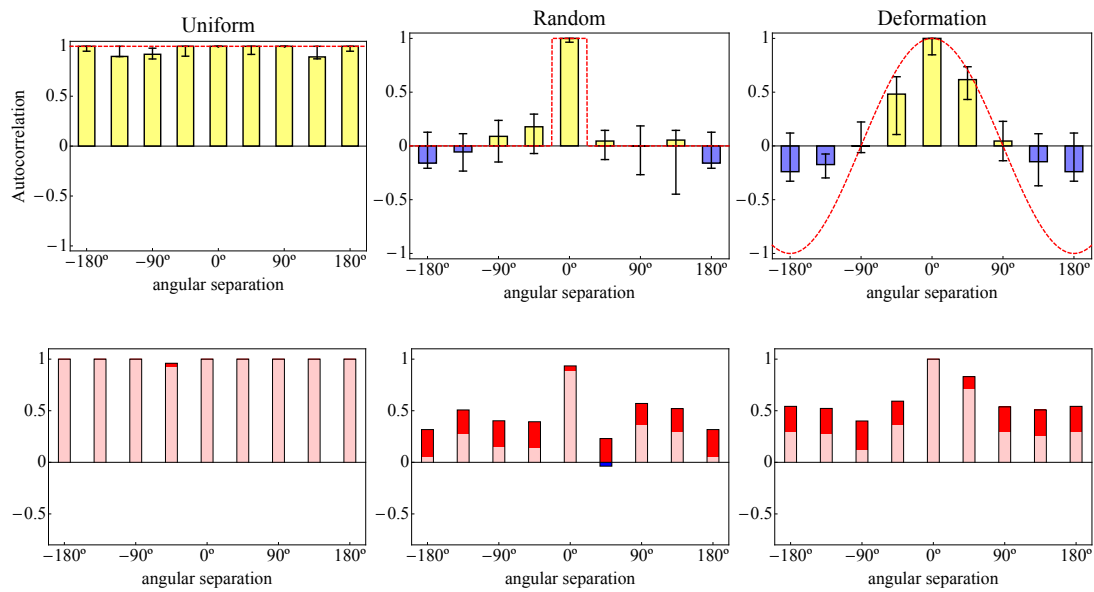 Uniform
Random
Deformation
Autocorrelation
1
0.5
0
−0.5
−1
−180º
−90º
0º
90º
180º
angular separation
1
0.5
0
−0.5
−1
−180º
−90º
0º
90º
180º
angular separation
1
0.5
0
−0.5
−1
−180º
−90º
0º
90º
180º
angular separation
1
0.5
0
−0.5
−180º
−90º
0º
90º
180º
angular separation
1
0.5
0
−0.5
−180º
−90º
0º
90º
180º
angular separation
1
0.5
0
−0.5
−180º
−90º
0º
90º
180º
angular separation